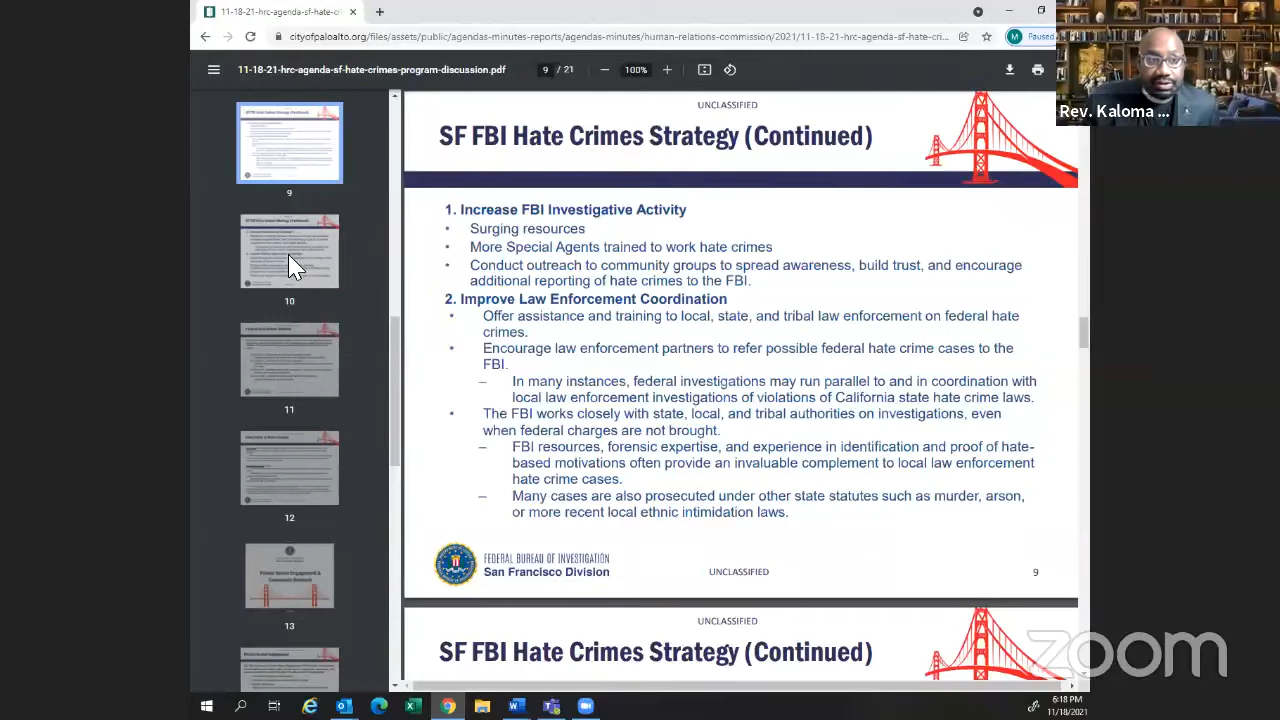 11-18-21-hrc-agenda-sf-hate-cri
cityofpaloalto.org/files/assets/public/agendas-minutes-reports/agendas-minutes/human-relations-commission/2021/11-18-21-hrc-agenda-sf-hate-cri...
M Paused
11-18-21-hrc-agenda-sf-hate-crimes-program-discussion.pdf
9 / 21
100%
Rev. Kaloma ...
UNCLASSIFIED
SF FBI Hate Crimes Strategy (Continued)
1. Increase FBI Investigative Activity
• Surging resources
• More Special Agents trained to work hate crimes
• Conduct outreach to community groups to spread awareness, build trust, and encourage
additional reporting of hate crimes to the FBI.
2. Improve Law Enforcement Coordination
• Offer assistance and training to local, state, and tribal law enforcement on federal hate
crimes.
• Encourage law enforcement partners to refer possible federal hate crime cases to the
FBI.
– In many instances, federal investigations may run parallel to and in coordination with
local law enforcement investigations of violations of California state hate crime laws.
• The FBI works closely with state, local, and tribal authorities on investigations, even
when federal charges are not brought.
– FBI resources, forensic expertise, and experience in identification and proof of hate-
based motivations often provide an invaluable complement to local law enforcement
hate crime cases.
– Many cases are also prosecuted under other state statutes such as murder, arson,
or more recent local ethnic intimidation laws.
FEDERAL BUREAU OF INVESTIGATION
San Francisco Division
UNCLASSIFIED
9
UNCLASSIFIED
SF FBI Hate Crimes Strategy (Continued)
9
10
11
12
Private Sector Engagement &
Community Outreach
13
Private Sector Engagement
zoom
6:18 PM
11/18/2021